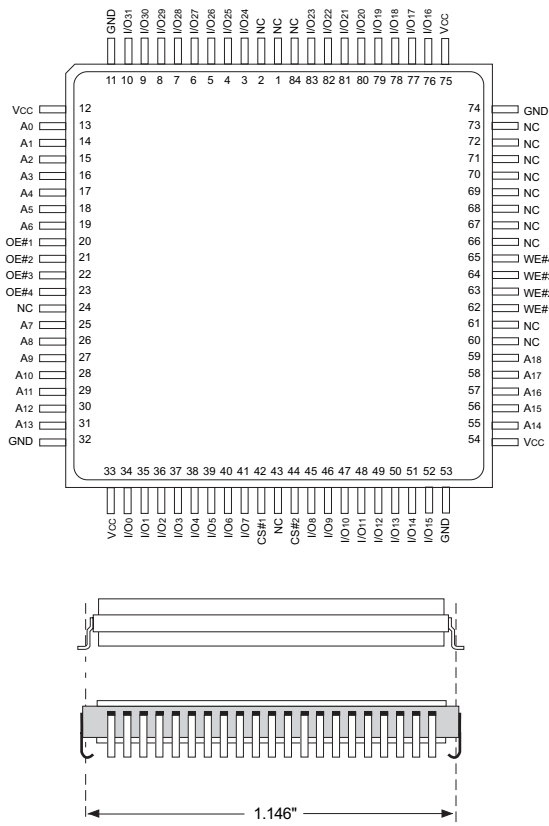 GND I/O31 I/O30 I/O29 I/O28 I/O27 I/O26 I/O25 I/O24 NC NC NC I/O23 I/O22 I/O21 I/O20 I/O19 I/O18 I/O17 I/O16 VCC
11 10 9 8 7 6 5 4 3 2 1 84 83 82 81 80 79 78 77 76 75
VCC 12 74 GND
A0 13 73 NC
A1 14 72 NC
A2 15 71 NC
A3 16 70 NC
A4 17 69 NC
A5 18 68 NC
A6 19 67 NC
OE#1 20 66 NC
OE#2 21 65 WE#4
OE#3 22 64 WE#
OE#4 23 63 WE#
NC 24 62 WE#
A7 25 61 NC
A8 26 60 NC
A9 27 59 A18
A10 28 58 A17
A11 29 57 A16
A12 30 56 A15
A13 31 55 A14
GND 32 54 VCC
33 34 35 36 37 38 39 40 41 42 43 44 45 46 47 48 49 50 51 52 53
VCC I/O0 I/O1 I/O2 I/O3 I/O4 I/O5 I/O6 I/O7 CS#1 NC CS#2 I/O8 I/O9 I/O10 I/O11 I/O12 I/O13 I/O14 I/O15 GND
1.146"